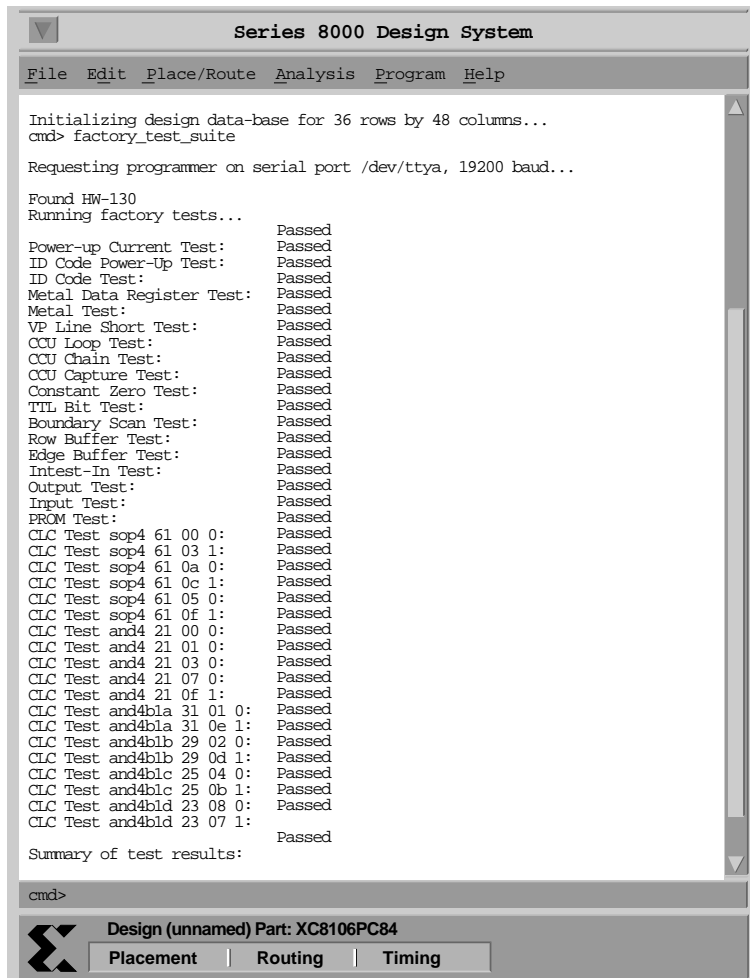 Series 8000 Design System
File Edit Place/Route Analysis Program Help
Initializing design data-base for 36 rows by 48 columns...
cmd> factory_test_suite
Requesting programmer on serial port /dev/ttya, 19200 baud...
Found HW-130
Running factory tests...
Passed
Power-up Current Test: Passed
ID Code Power-Up Test: Passed
ID Code Test: Passed
Metal Data Register Test: Passed
Metal Test: Passed
VP Line Short Test: Passed
CCU Loop Test: Passed
CCU Chain Test: Passed
CCU Capture Test: Passed
Constant Zero Test: Passed
TTL Bit Test: Passed
Boundary Scan Test: Passed
Row Buffer Test: Passed
Edge Buffer Test: Passed
Intest-In Test: Passed
Output Test: Passed
Input Test: Passed
PROM Test: Passed
CLC Test sop4 61 00 0: Passed
CLC Test sop4 61 03 1: Passed
CLC Test sop4 61 0a 0: Passed
CLC Test sop4 61 0c 1: Passed
CLC Test sop4 61 05 0: Passed
CLC Test sop4 61 0f 1: Passed
CLC Test and4 21 00 0: Passed
CLC Test and4 21 01 0: Passed
CLC Test and4 21 03 0: Passed
CLC Test and4 21 07 0: Passed
CLC Test and4 21 0f 1: Passed
CLC Test and4b1a 31 01 0: Passed
CLC Test and4b1a 31 0e 1: Passed
CLC Test and4b1b 29 02 0: Passed
CLC Test and4b1b 29 0d 1: Passed
CLC Test and4b1c 25 04 0: Passed
CLC Test and4b1c 25 0b 1: Passed
CLC Test and4b1d 23 08 0: Passed
CLC Test and4b1d 23 07 1:
Passed
Summary of test results:
cmd>
Design (unnamed) Part: XC8106PC84
Placement Routing Timing